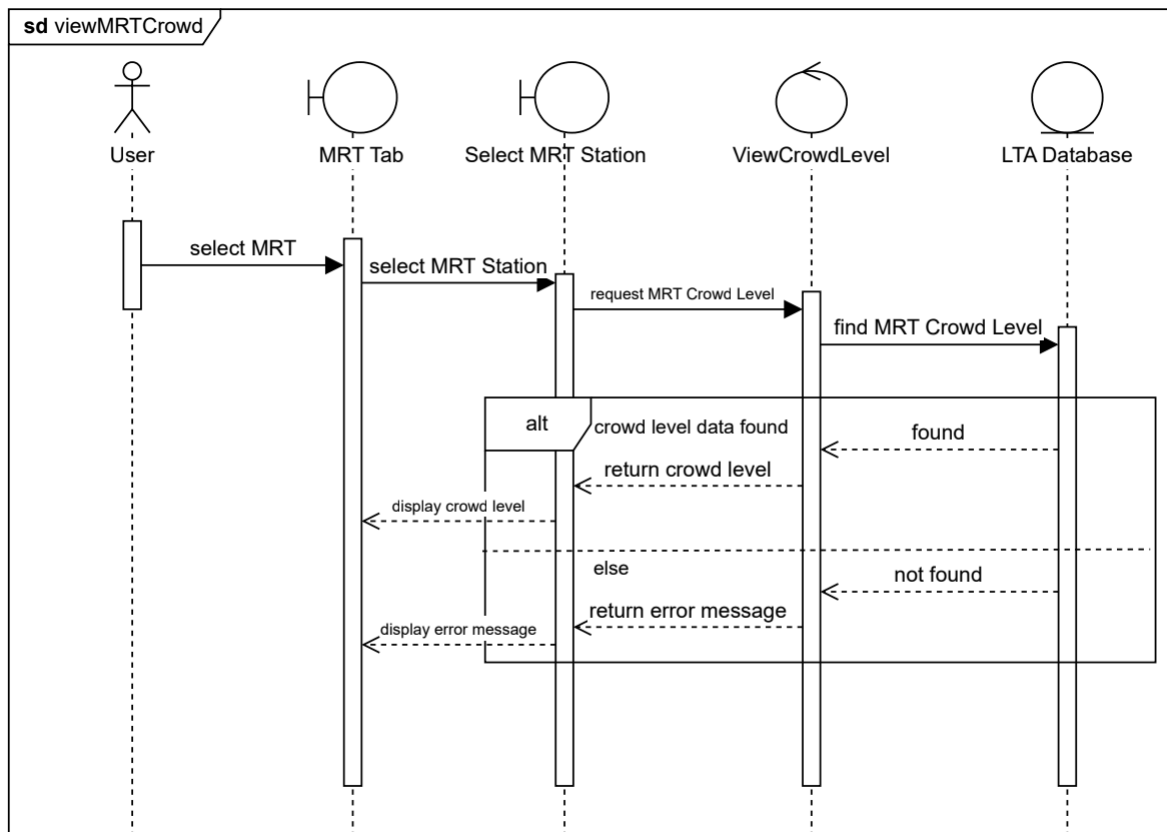 sd viewMRTCrowd
User
MRT Tab
Select MRT Station
ViewCrowdLevel
LTA Database
select MRT
select MRT Station
request MRT Crowd Level
find MRT Crowd Level
alt
crowd level data found
found
return crowd level
display crowd level
else
not found
return error message
display error message